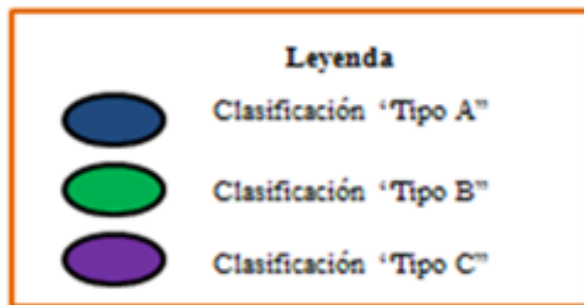 Leyenda
Clasificación “Tipo A”
Clasificación “Tipo B”
Clasificación “Tipo C”